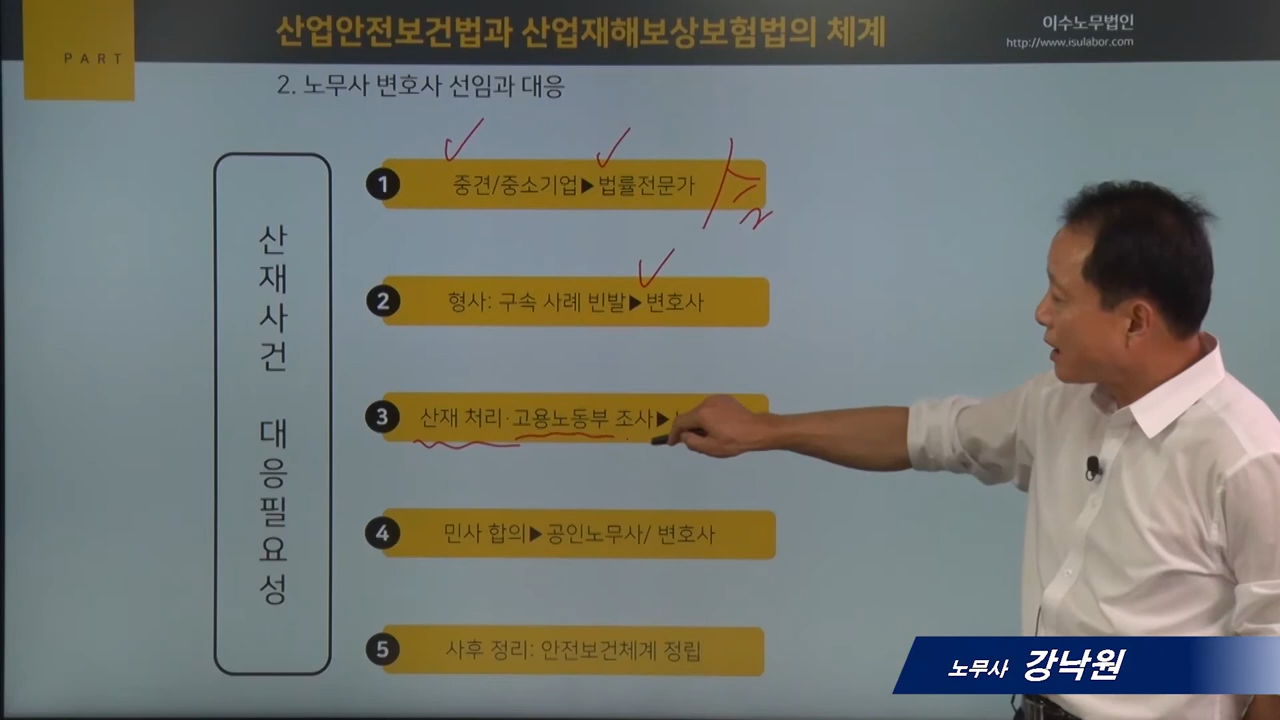 PART
산업안전보건법과 산업재해보상보험법의 체계
이수노무법인
http://www.isulabor.com
2. 노무사 변호사 선임과 대응
산재사건 대응필요성
1 중견/중소기업▶법률전문가
2 형사: 구속 사례 빈발▶변호사
3 산재 처리·고용노동부 조사▶
4 민사 합의▶공인노무사/ 변호사
5 사후 정리: 안전보건체계 정립
노무사 강낙원